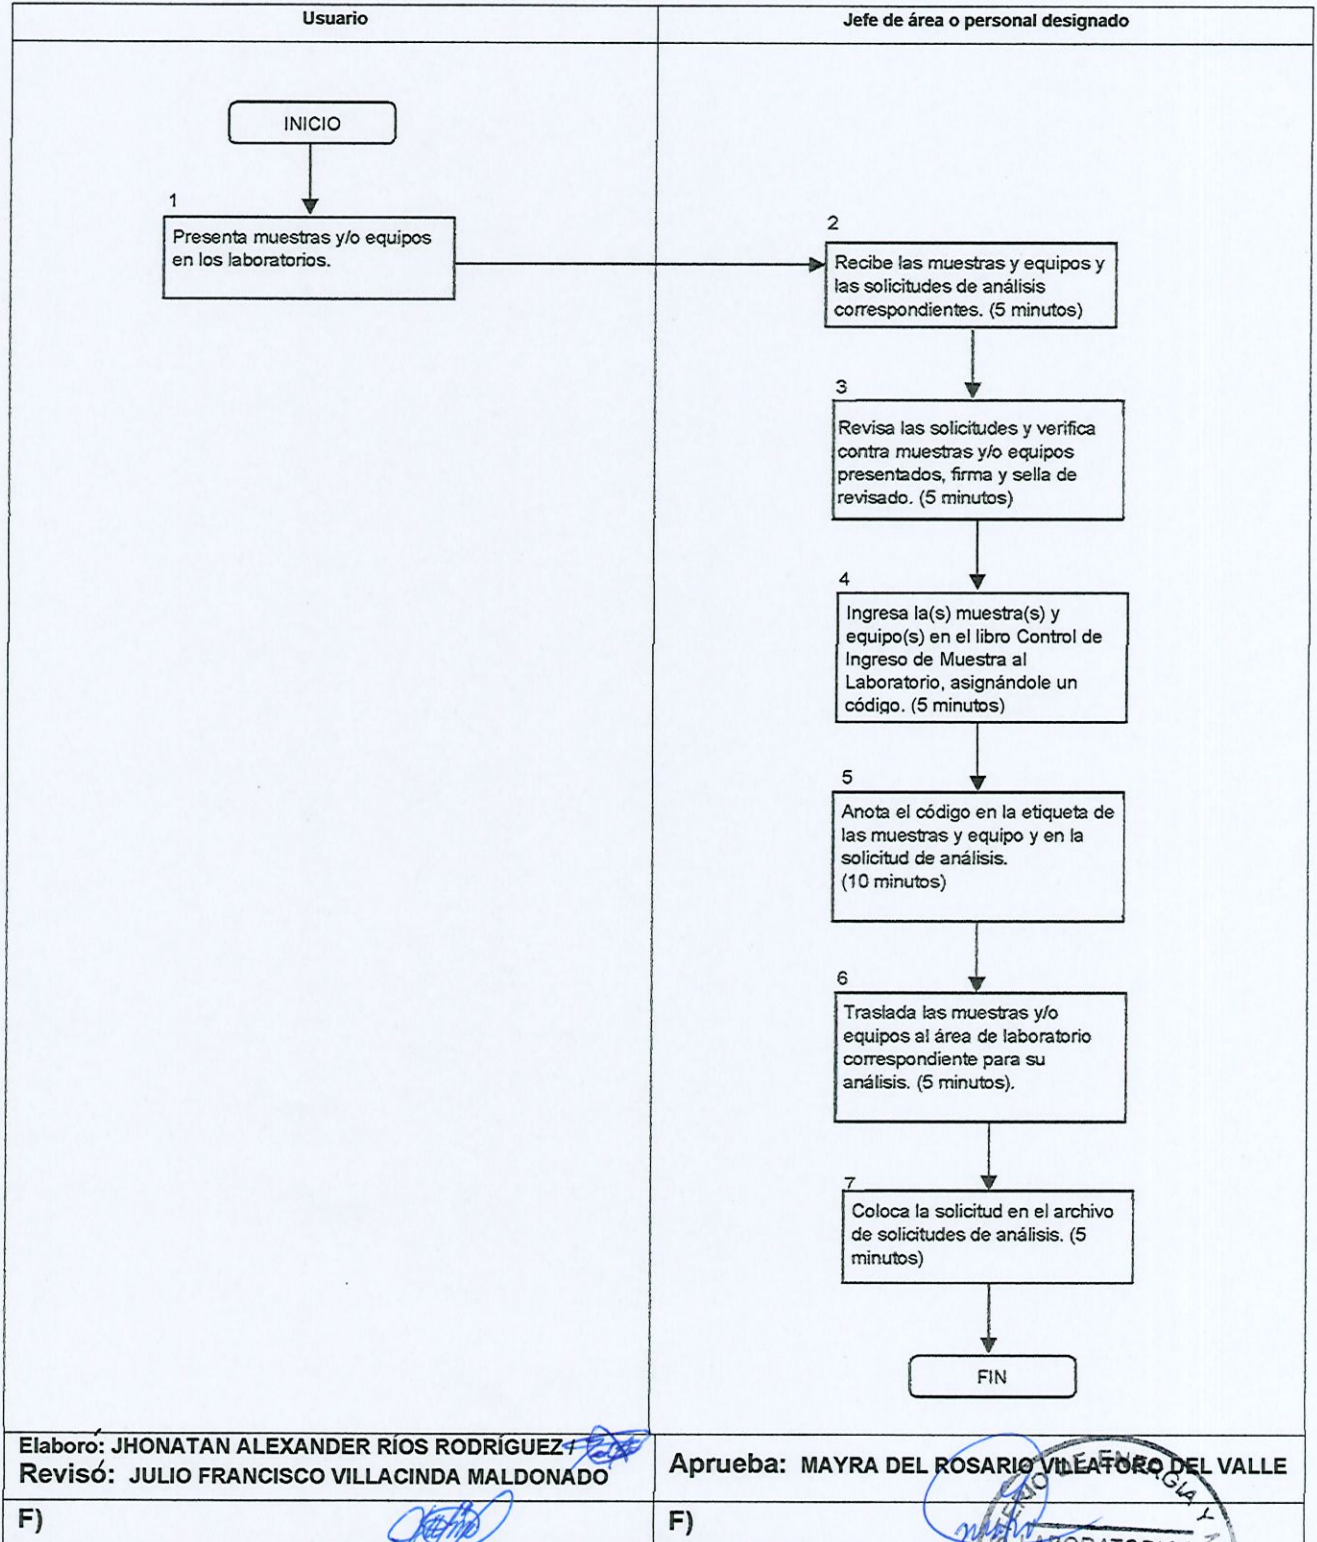 Usuario
Jefe de área o personal designado
INICIO
1
Presenta muestras y/o equipos
en los laboratorios.
2
Recibe las muestras y equipos y
las solicitudes de análisis
correspondientes. (5 minutos)
3
Revisa las solicitudes y verifica
contra muestras y/o equipos
presentados, firma y sella de
revisado. (5 minutos)
4
Ingresa la(s) muestra(s) y
equipo(s) en el libro Control de
Ingreso de Muestra al
Laboratorio, asignándole un
código. (5 minutos)
5
Anota el código en la etiqueta de
las muestras y equipo y en la
solicitud de análisis.
(10 minutos)
6
Traslada las muestras y/o
equipos al área de laboratorio
correspondiente para su
análisis. (5 minutos).
7
Coloca la solicitud en el archivo
de solicitudes de análisis. (5
minutos)
FIN
Elaboró: JHONATAN ALEXANDER RÍOS RODRÍGUEZ
Revisó: JULIO FRANCISCO VILLACINDA MALDONADO
Aprueba: MAYRA DEL ROSARIO VILLATORO DEL VALLE
F)
F)
DE ENERGIA Y